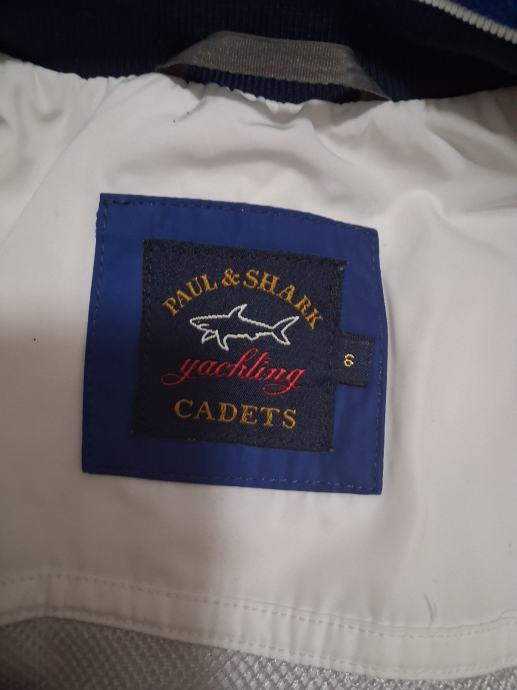 PAUL & SHARK
yachting
CADETS
6